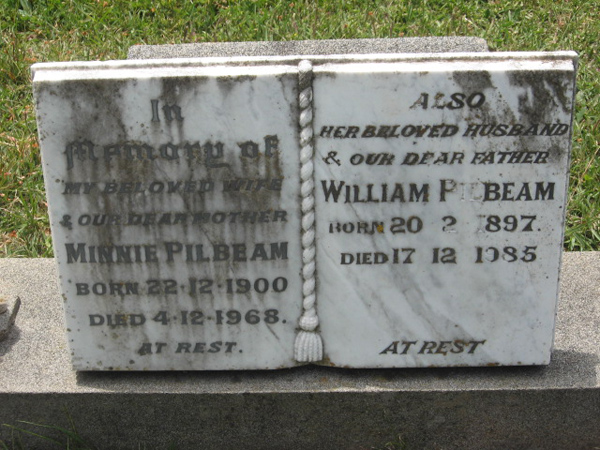 In
Memory of
MY BELOVED WIFE
& OUR DEAR MOTHER
MINNIE PILBEAM
BORN 22·12·1900
DIED 4·12·1968.
AT REST.
ALSO
HER BELOVED HUSBAND
& OUR DEAR FATHER
WILLIAM PILBEAM
BORN 20 2 1897.
DIED 17 12 1985
AT REST